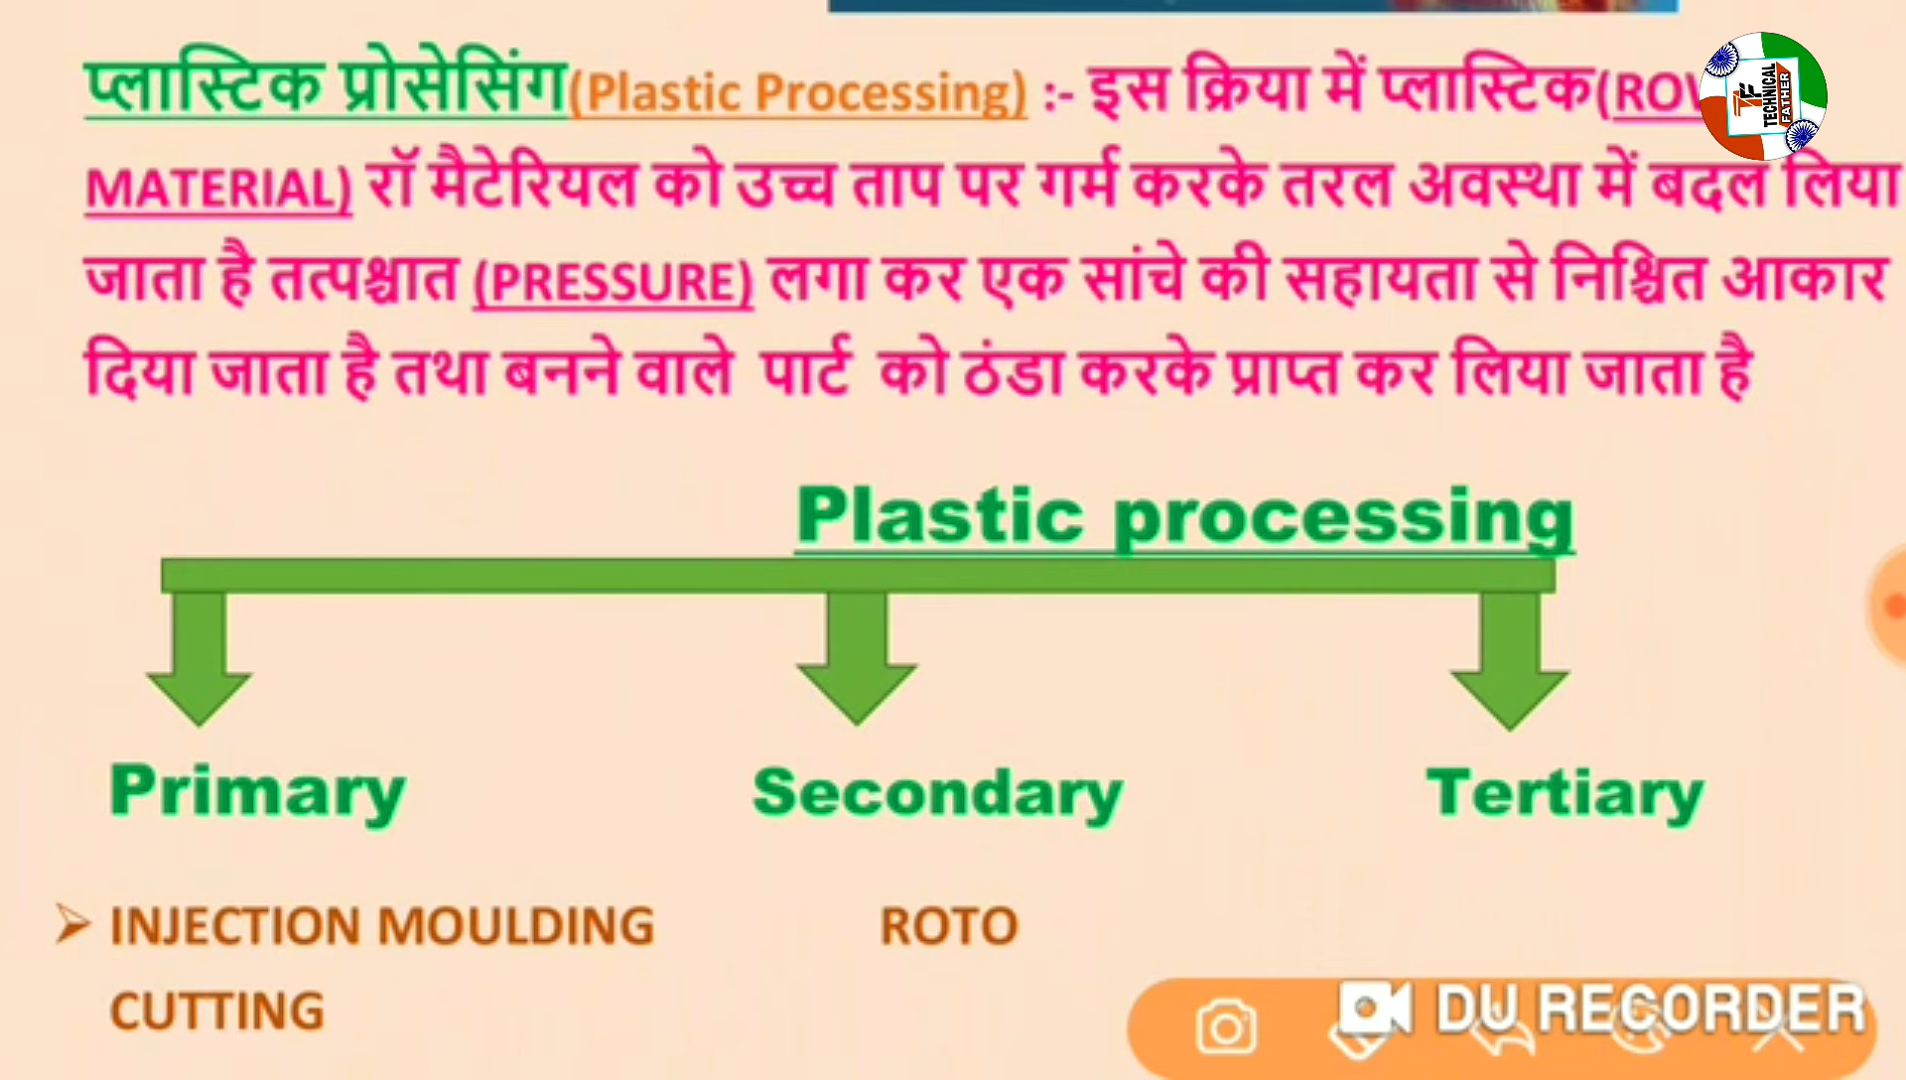 प्लास्टिक प्रोसेसिंग(Plastic Processing) :- इस क्रिया में प्लास्टिक(
MATERIAL) रॉ मैटेरियल को उच्च ताप पर गर्म करके तरल अवस्था में बदल लिया
जाता है तत्पश्चात (PRESSURE) लगा कर एक सांचे की सहायता से निश्चित आकार
दिया जाता है तथा बनने वाले पार्ट को ठंडा करके प्राप्त कर लिया जाता है
TF TECHNICAL FATHER
Plastic processing
Primary Secondary Tertiary
➢ INJECTION MOULDING ROTO
CUTTING
DU RECORDER